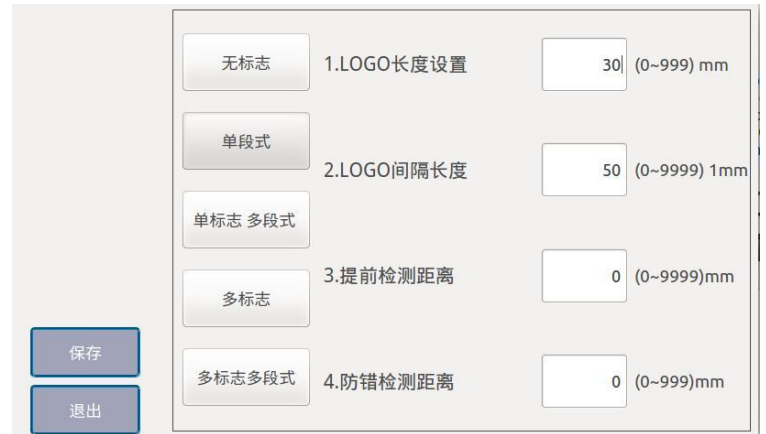 无标志
1.LOGO长度设置
30 (0~999) mm
单段式
2.LOGO间隔长度
50 (0~9999) 1mm
单标志 多段式
3.提前检测距离
0 (0~9999)mm
多标志
保存
多标志多段式
4.防错检测距离
0 (0~999)mm
退出